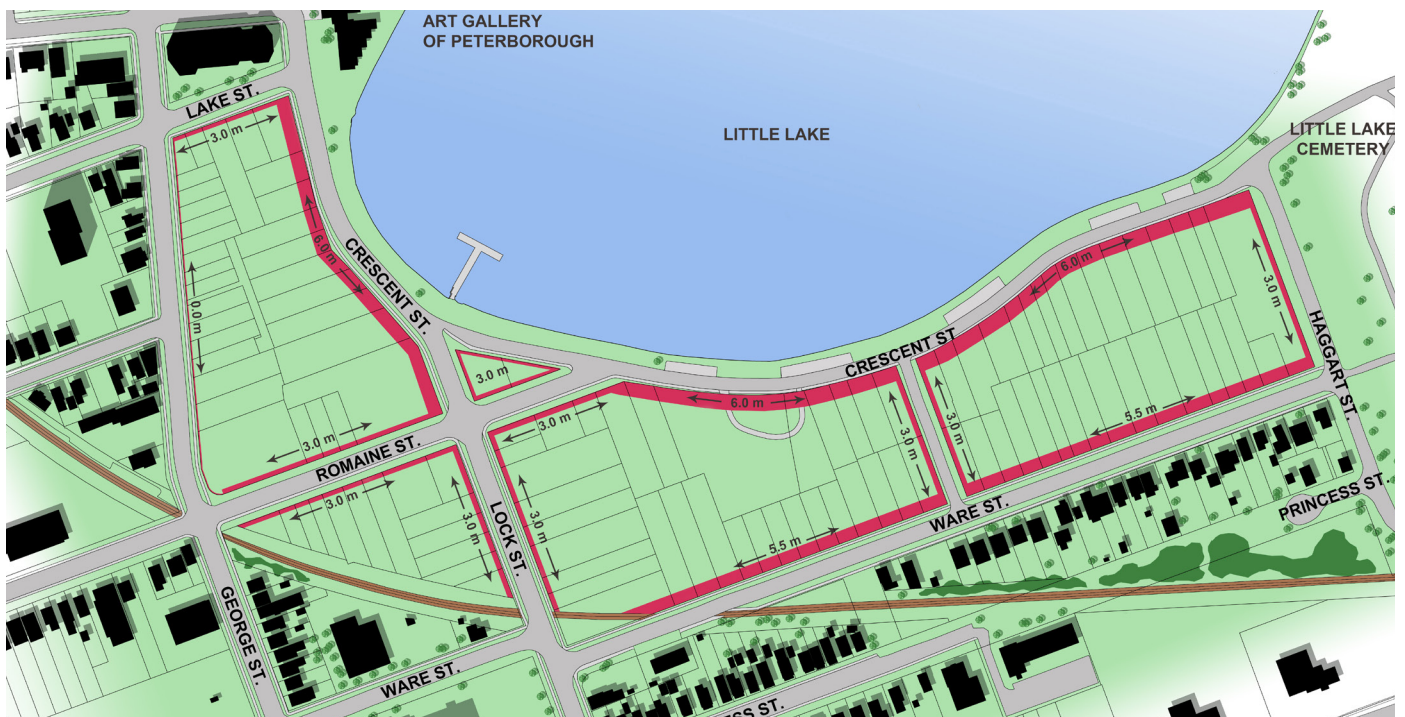 ART GALLERY
OF PETERBOROUGH
LAKE ST.
3.0 m
LITTLE LAKE
LITTLE LAKE
CEMETERY
6.0 m
CRESCENT ST.
0.0 m
6.0 m
3.0 m
HAGGART ST.
CRESCENT ST
3.0 m
6.0 m
3.0 m
3.0 m
3.0 m
3.0 m
5.5 m
ROMAINE ST.
3.0 m
3.0 m
LOCK ST.
3.0 m
5.5 m
WARE ST.
PRINCESS ST.
GEORGE ST.
WARE ST.
ESS ST.